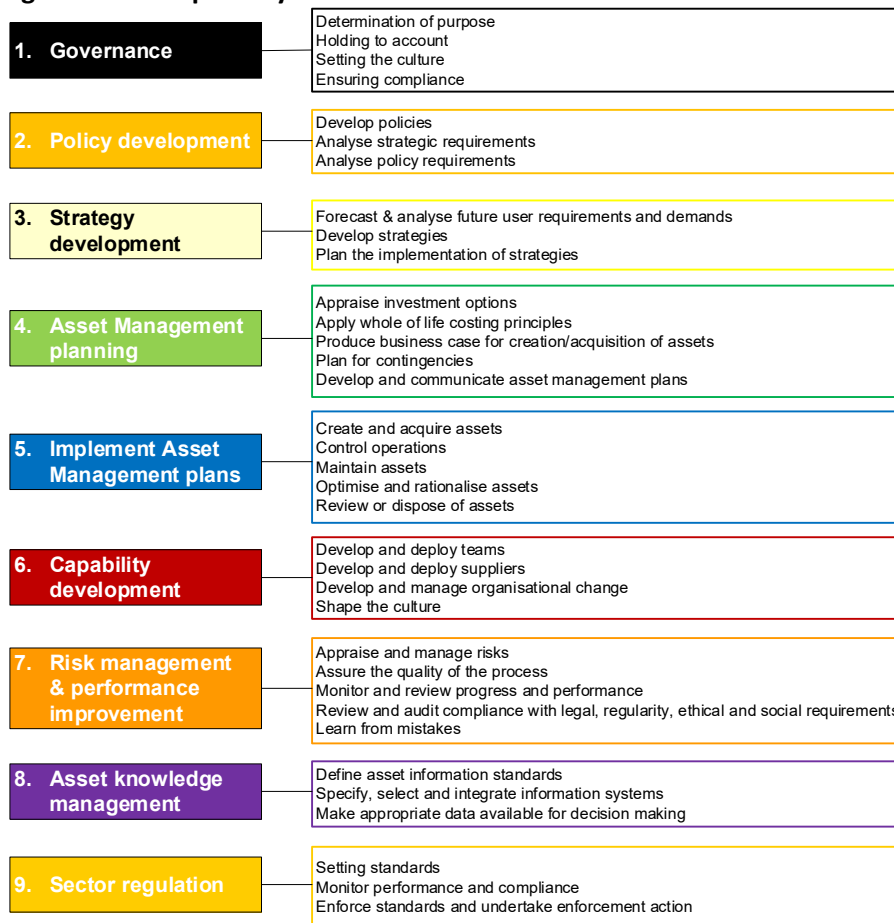 1. Governance
Determination of purpose
Holding to account
Setting the culture
Ensuring compliance
2. Policy development
Develop policies
Analyse strategic requirements
Analyse policy requirements
3. Strategy
development
Forecast & analyse future user requirements and demands
Develop strategies
Plan the implementation of strategies
4. Asset Management
planning
Appraise investment options
Apply whole of life costing principles
Produce business case for creation/acquisition of assets
Plan for contingencies
Develop and communicate asset management plans
5. Implement Asset
Management plans
Create and acquire assets
Control operations
Maintain assets
Optimise and rationalise assets
Review or dispose of assets
6. Capability
development
Develop and deploy teams
Develop and deploy suppliers
Develop and manage organisational change
Shape the culture
7. Risk management
& performance
improvement
Appraise and manage risks
Assure the quality of the process
Monitor and review progress and performance
Review and audit compliance with legal, regularity, ethical and social requirements
Learn from mistakes
8. Asset knowledge
management
Define asset information standards
Specify, select and integrate information systems
Make appropriate data available for decision making
9. Sector regulation
Setting standards
Monitor performance and compliance
Enforce standards and undertake enforcement action